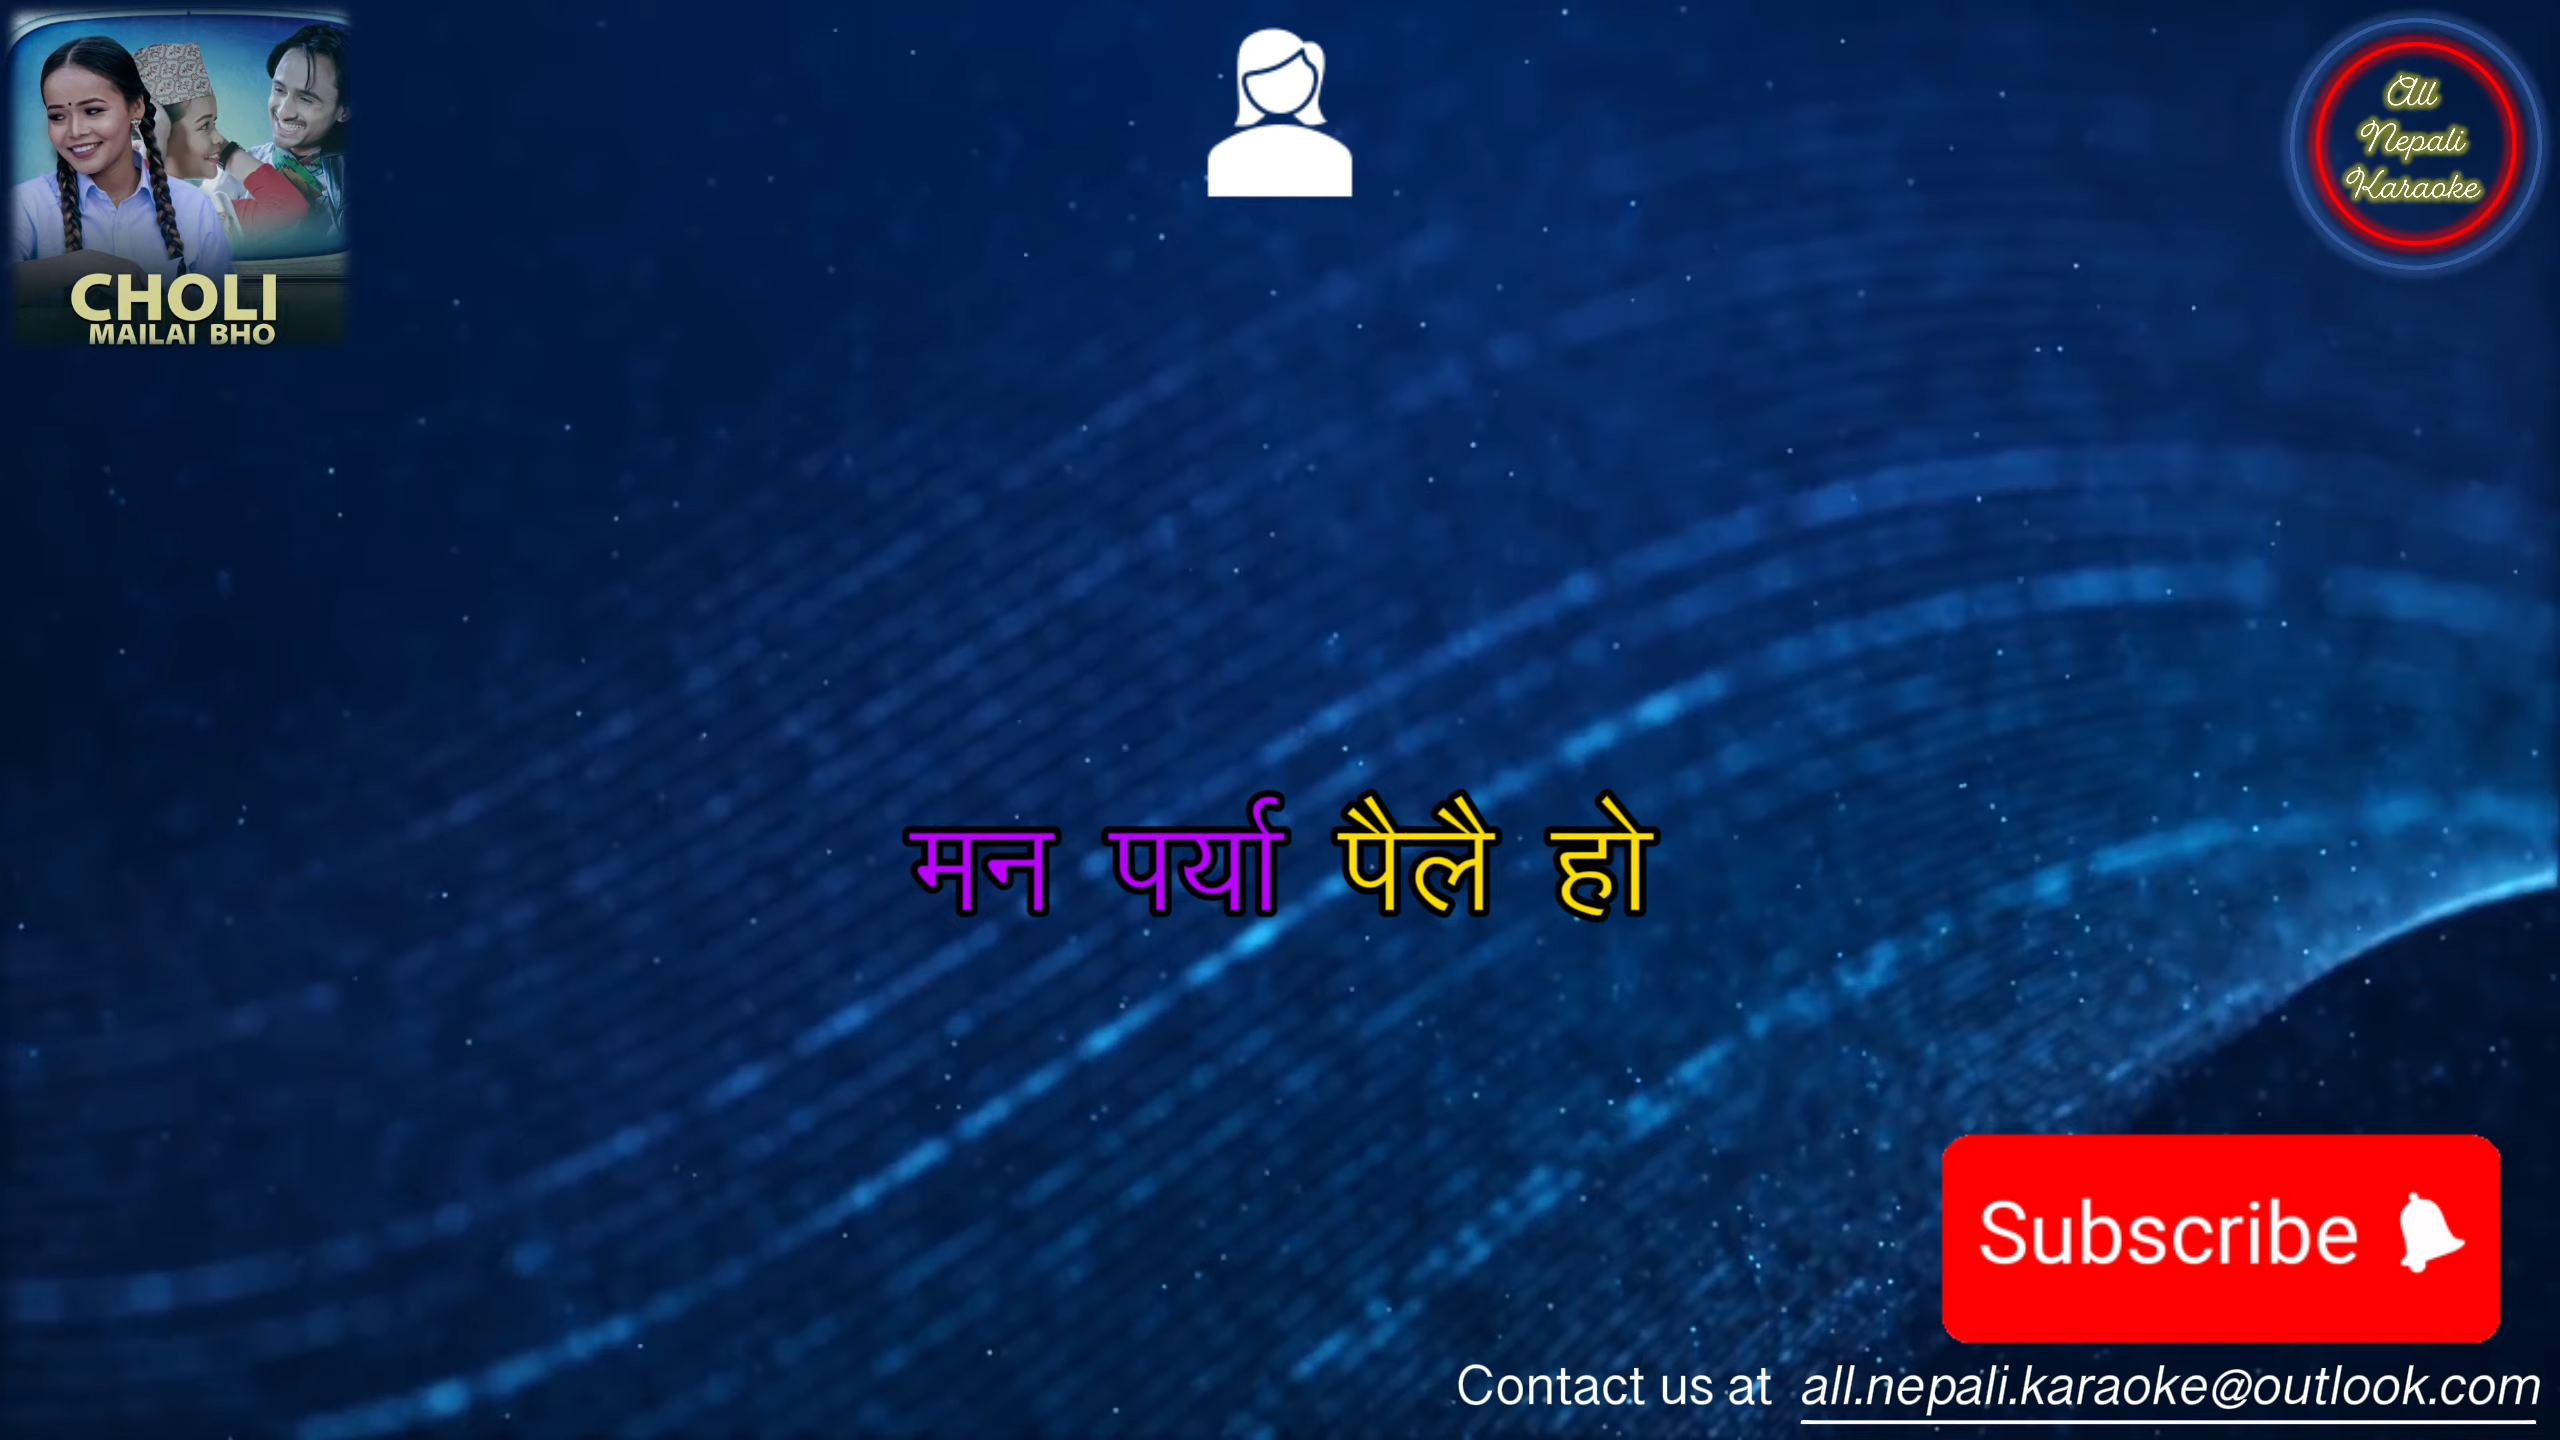 CHOLI
MAILAI BHO
All
Nepali
Karaoke
मन पर्या पैलै हो
Subscribe
Contact us at all.nepali.karaoke@outlook.com